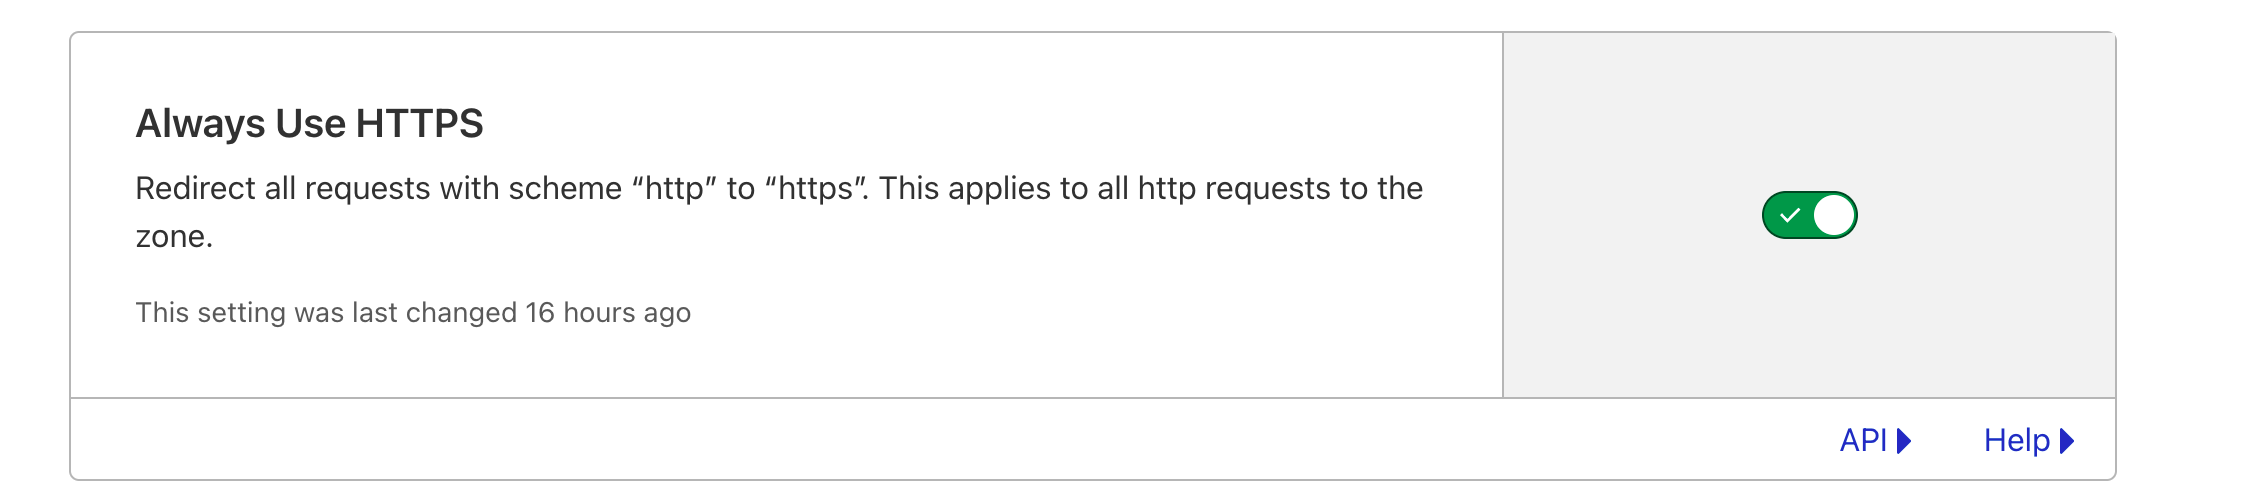 Always Use HTTPS
Redirect all requests with scheme “http” to “https”. This applies to all http requests to the
zone.
This setting was last changed 16 hours ago
API
Help